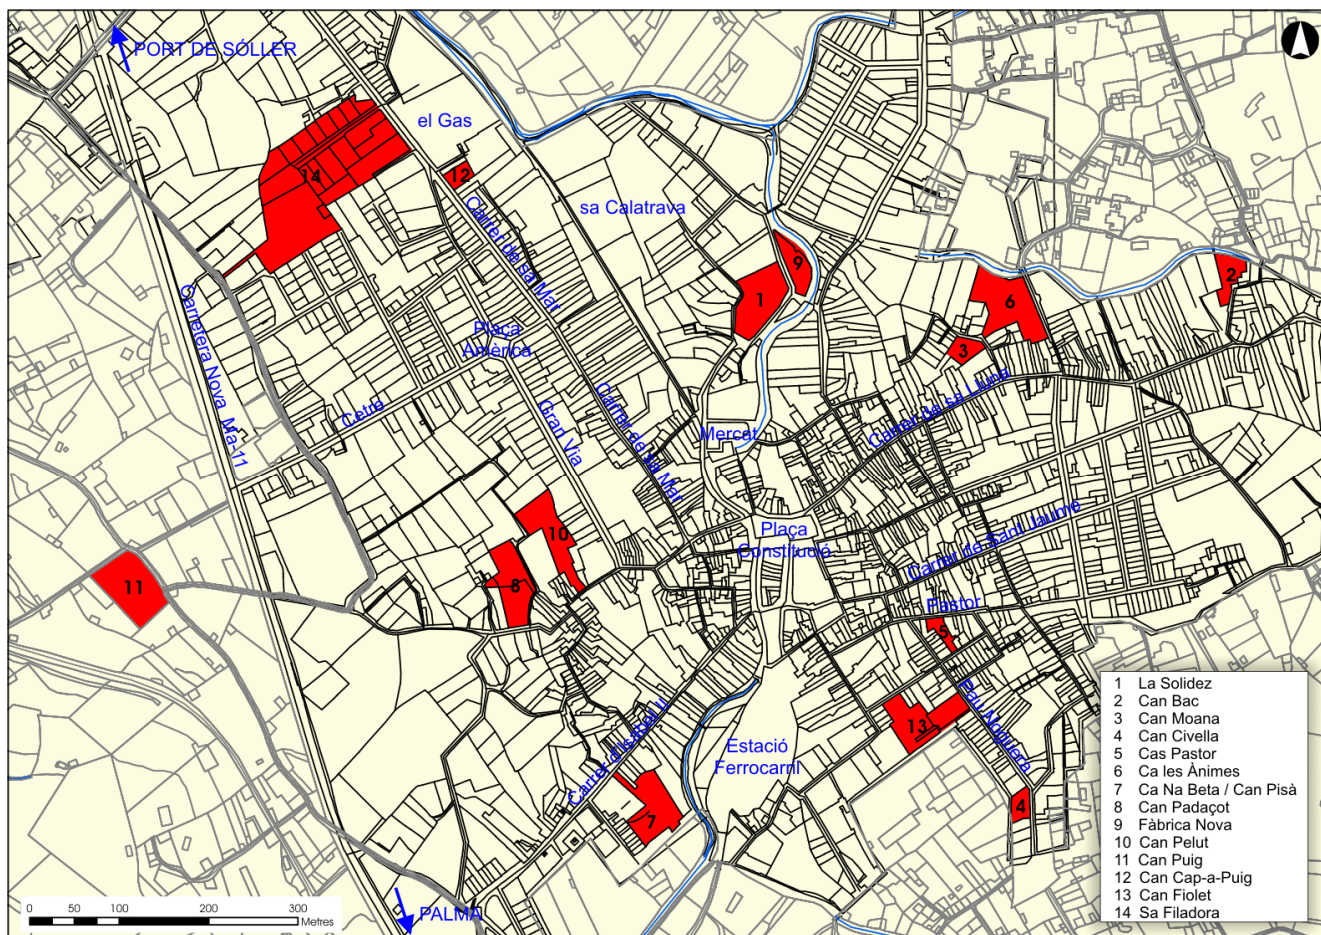 PORT DE SÓLLER
el Gas
14
12
sa Calatrava
Carrer de sa Mar
9
1
6
2
3
Carretera Nova Ma-11
Plaça
Amèrica
Cetre
Gran Via
Carrer de sa Mar
Mercat
Carrer de sa Lluna
10
Plaça
Constitució
Carrer de Sant Jaume
8
11
Pastor
5
Pau Noguera
13
Carrer d'Isabel II
Estació
Ferrocarril
7
4
PALMA
0 50 100 200 300
Metres
1 La Solidez
2 Can Bac
3 Can Moana
4 Can Civella
5 Cas Pastor
6 Ca les Ànimes
7 Ca Na Beta / Can Pisà
8 Can Padaçot
9 Fàbrica Nova
10 Can Pelut
11 Can Puig
12 Can Cap-a-Puig
13 Can Fiolet
14 Sa Filadora